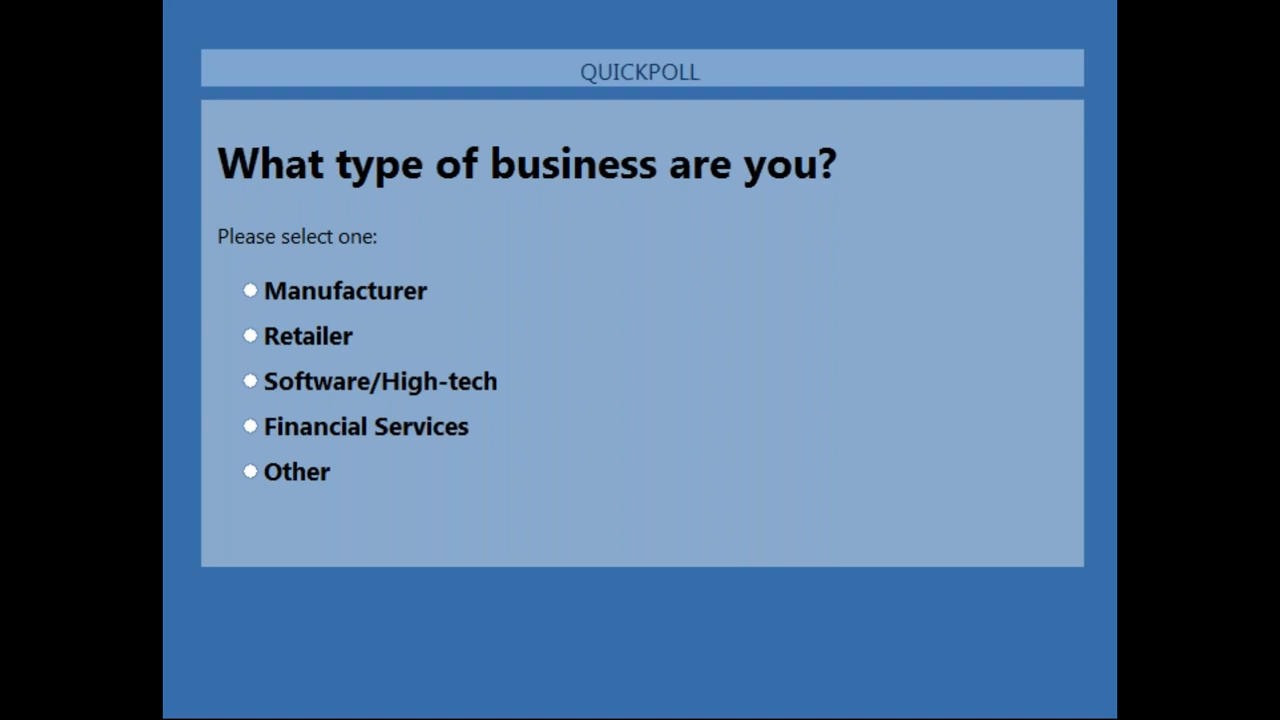 QUICKPOLL
What type of business are you?
Please select one:
Manufacturer
Retailer
Software/High-tech
Financial Services
Other